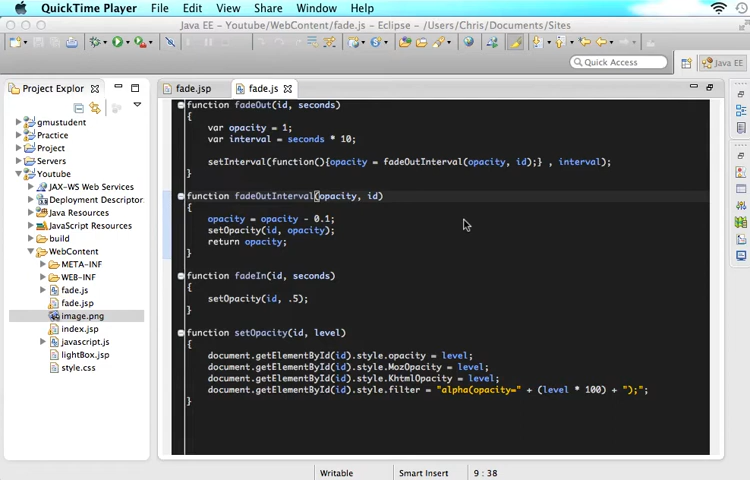 QuickTime Player File Edit View Share Window Help
Java EE - Youtube/WebContent/fade.js - Eclipse - /Users/Chris/Documents/Sites
Quick Access
Java EE
Project Explor
fade.jsp
fade.js
gmustudent
Practice
Project
Servers
Youtube
JAX-WS Web Services
Deployment Descriptor
Java Resources
JavaScript Resources
build
WebContent
META-INF
WEB-INF
fade.js
fade.jsp
image.png
index.jsp
javascript.js
lightBox.jsp
style.css
function fadeOut(id, seconds)
{
var opacity = 1;
var interval = seconds * 10;
setInterval(function(){opacity = fadeOutInterval(opacity, id);} , interval);
}
function fadeOutInterval(opacity, id)
{
opacity = opacity - 0.1;
setOpacity(id, opacity);
return opacity;
}
function fadeIn(id, seconds)
{
setOpacity(id, .5);
}
function setOpacity(id, level)
{
document.getElementById(id).style.opacity = level;
document.getElementById(id).style.MozOpacity = level;
document.getElementById(id).style.KhtmlOpacity = level;
document.getElementById(id).style.filter = "alpha(opacity=" + (level * 100) + ");";
}
Writable
Smart Insert
9 : 38